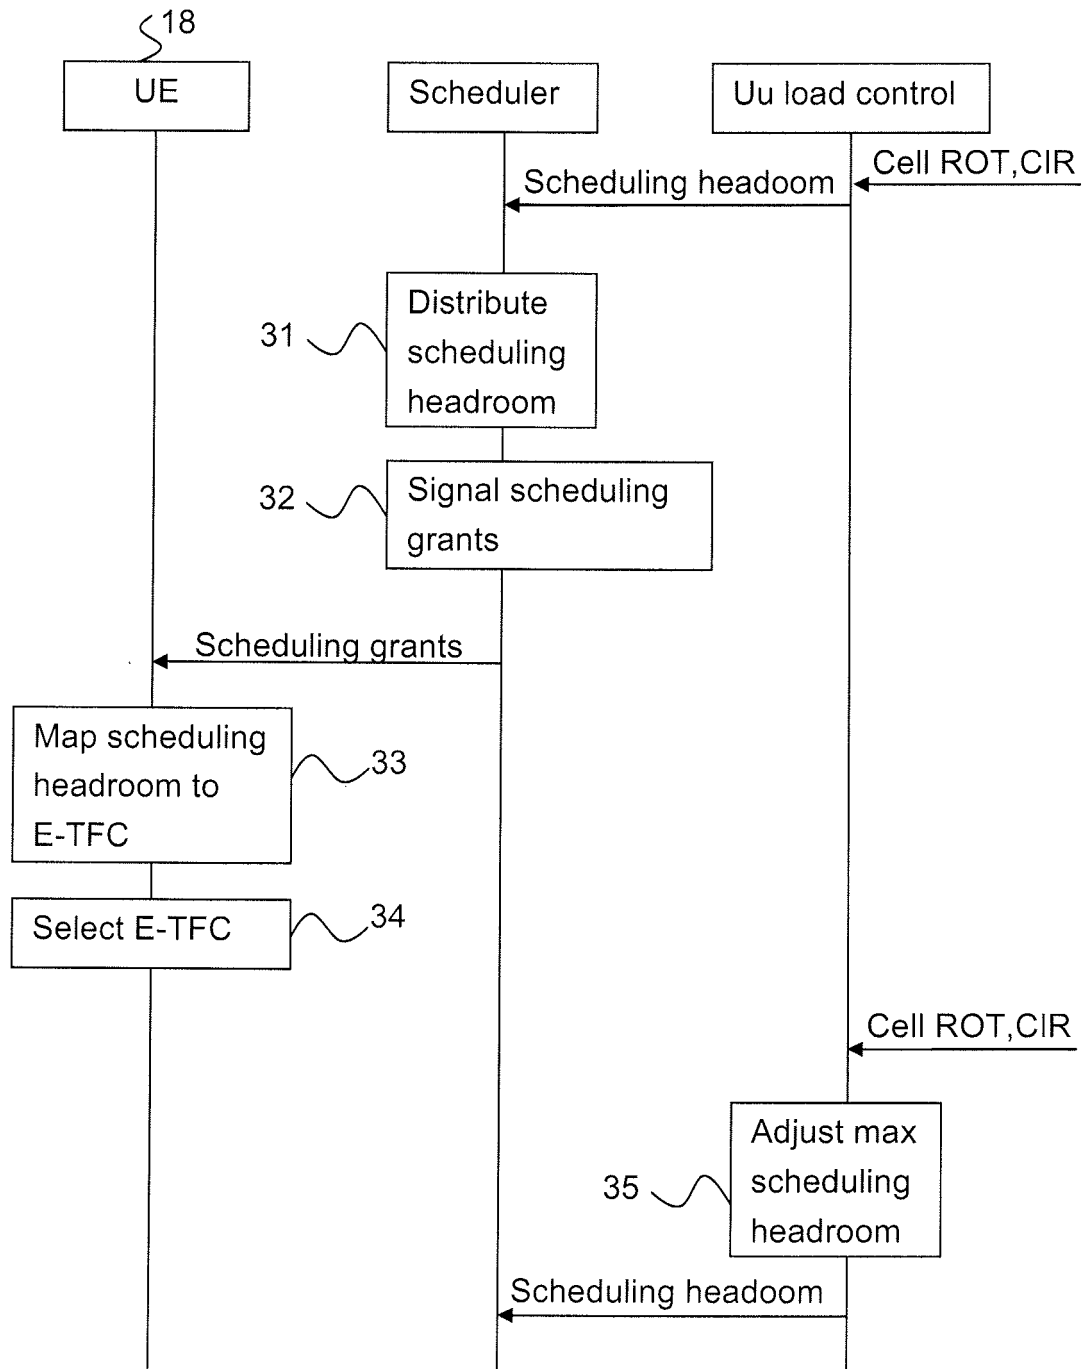 18
UE
Scheduler
Uu load control
Cell ROT,CIR
Scheduling headoom
Distribute
scheduling
headroom
31
Signal scheduling
grants
32
Scheduling grants
Map scheduling
headroom to
E-TFC
33
Select E-TFC
34
Cell ROT,CIR
Adjust max
scheduling
headroom
35
Scheduling headoom